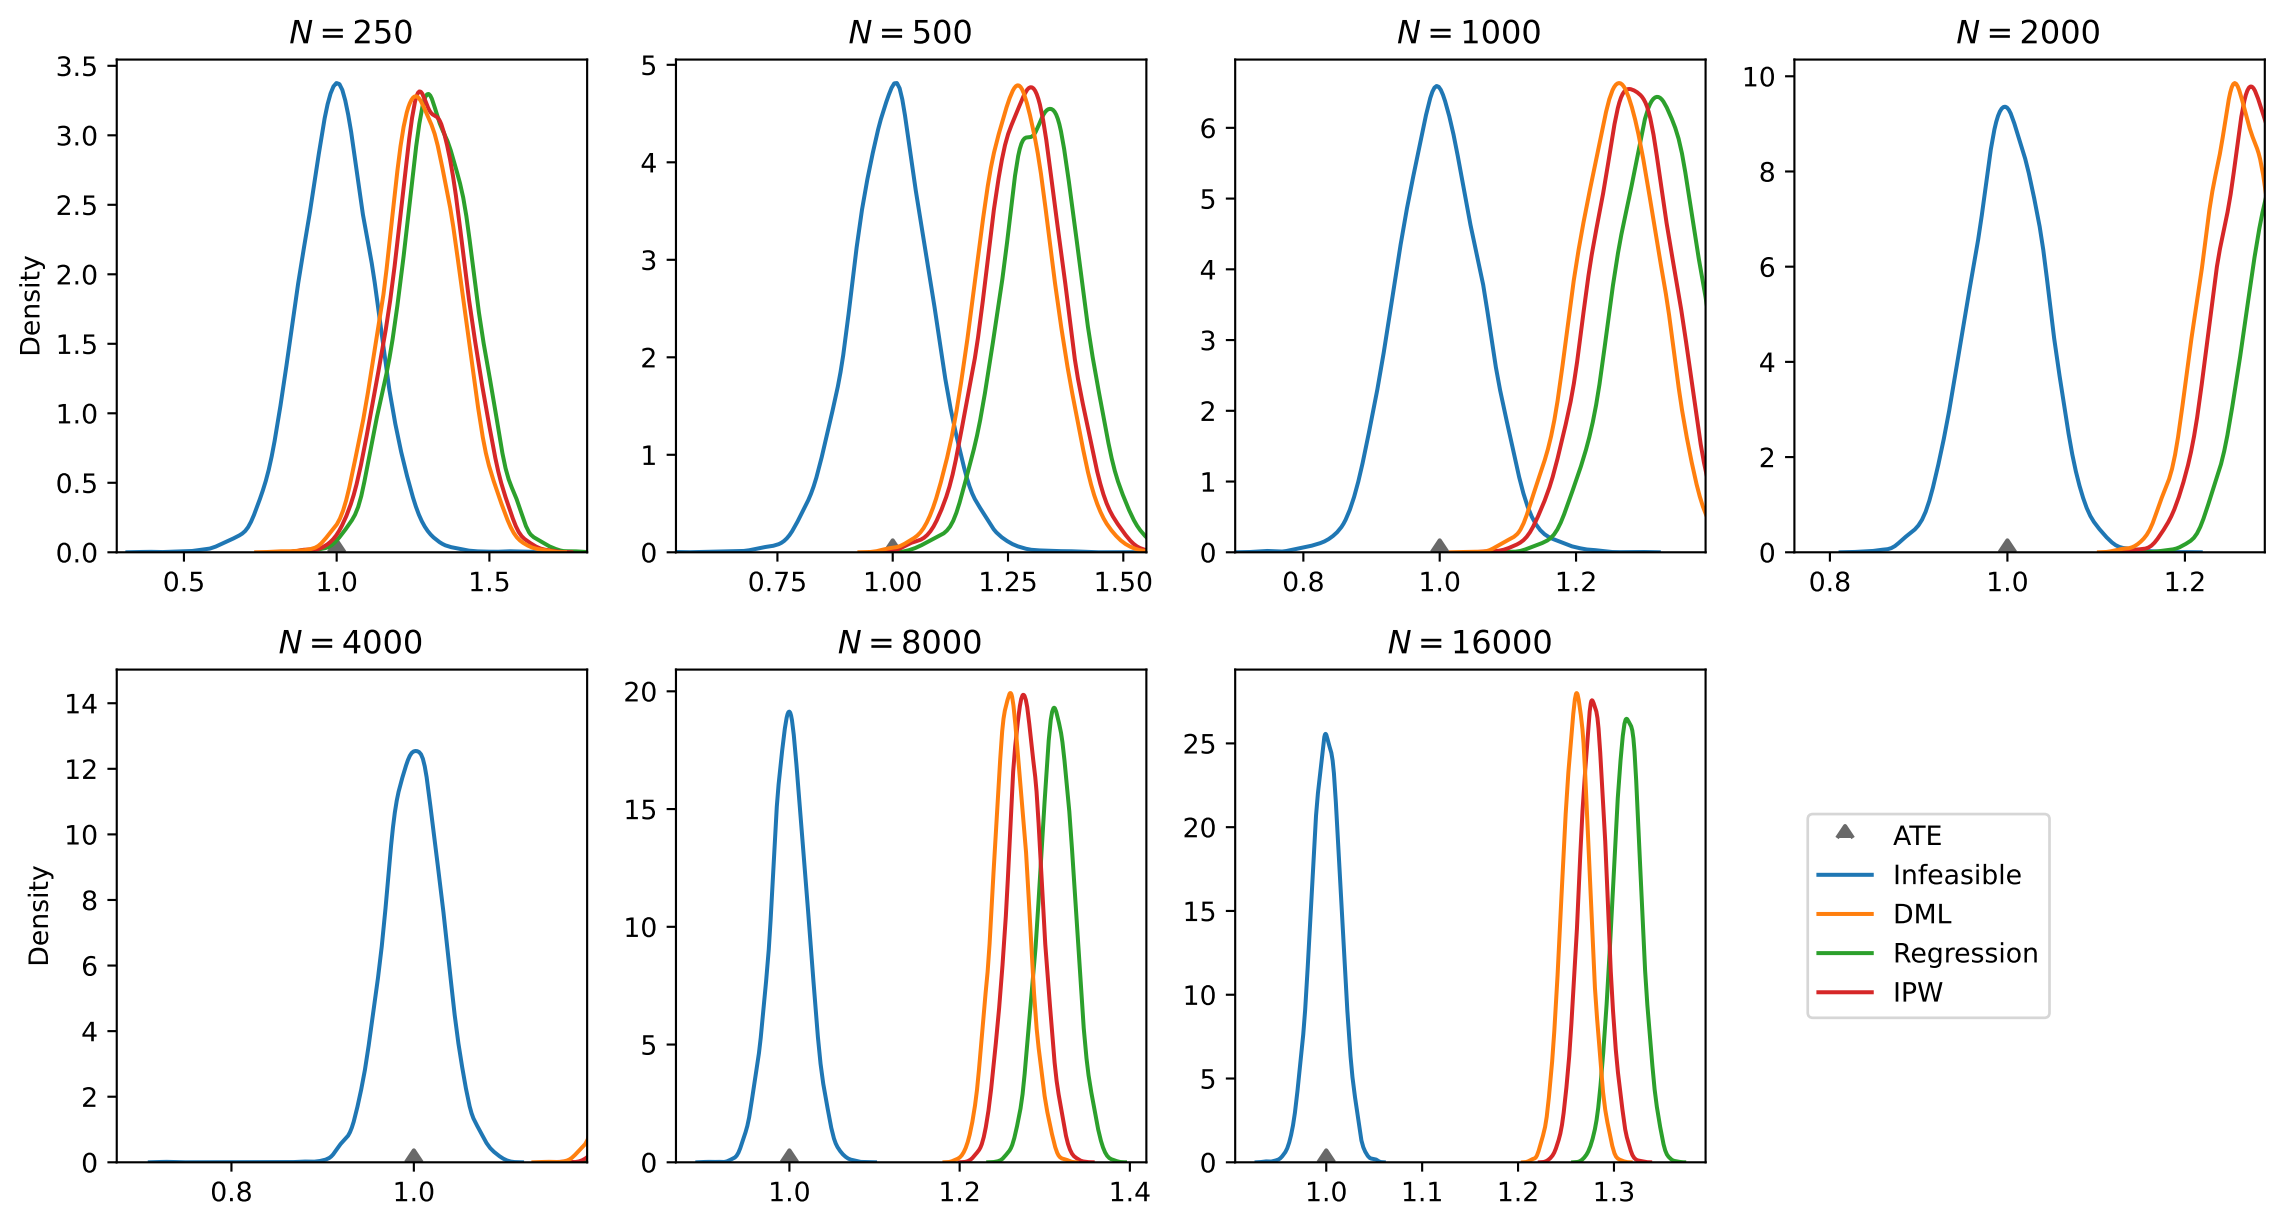 N = 250
N = 500
N = 1000
N = 2000
Density
3.5
3.0
2.5
2.0
1.5
1.0
0.5
0.0
0.5 1.0 1.5
5
4
3
2
1
0
0.75 1.00 1.25 1.50
6
5
4
3
2
1
0
0.8 1.0 1.2
10
8
6
4
2
0
0.8 1.0 1.2
N = 4000
N = 8000
N = 16000
Density
14
12
10
8
6
4
2
0
0.8 1.0
20
15
10
5
0
1.0 1.2 1.4
25
20
15
10
5
0
1.0 1.1 1.2 1.3
ATE
Infeasible
DML
Regression
IPW